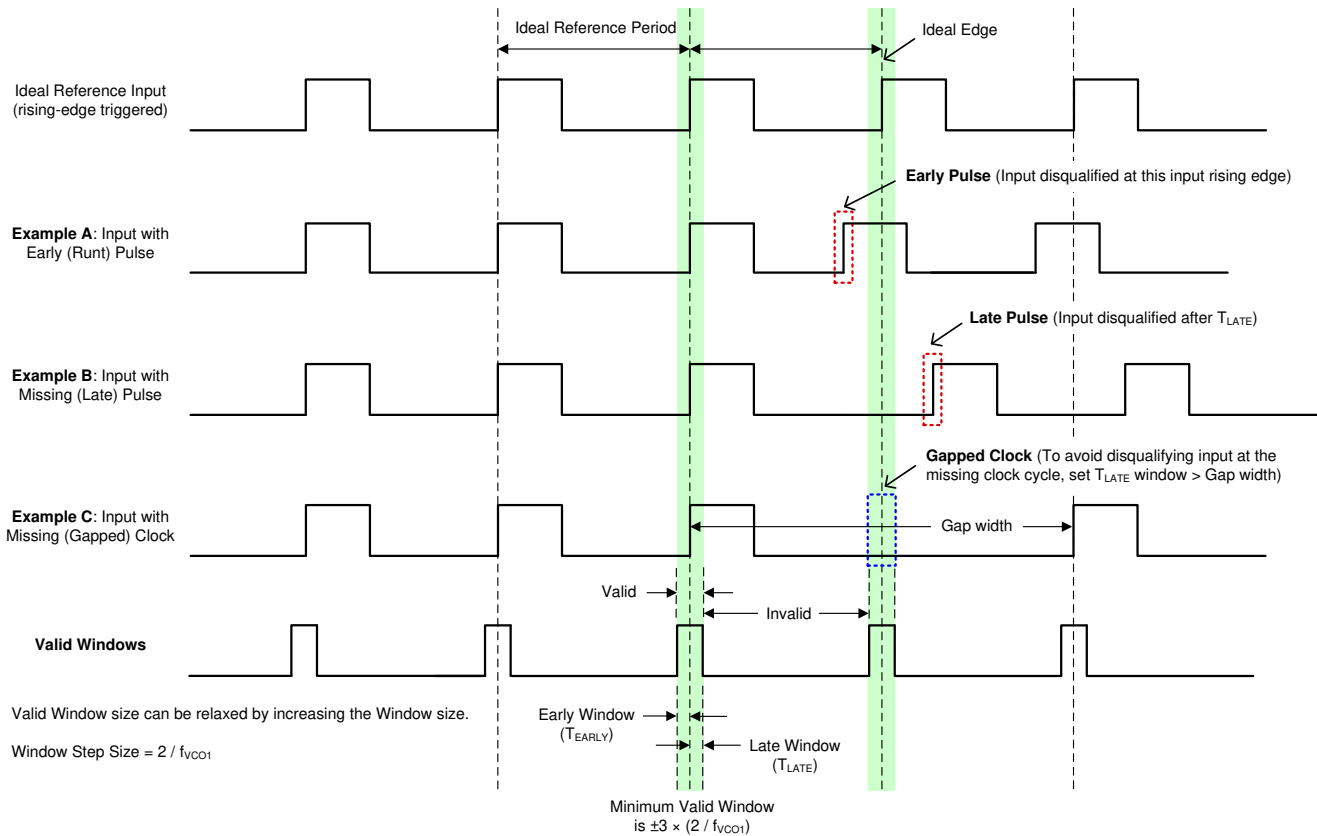 Ideal Reference Period
Ideal Edge
Ideal Reference Input
(rising-edge triggered)
Early Pulse (Input disqualified at this input rising edge)
Example A: Input with
Early (Runt) Pulse
Late Pulse (Input disqualified after TLATE)
Example B: Input with
Missing (Late) Pulse
Gapped Clock (To avoid disqualifying input at the
missing clock cycle, set TLATE window > Gap width)
Example C: Input with
Missing (Gapped) Clock
Gap width
Valid
Invalid
Valid Windows
Valid Window size can be relaxed by increasing the Window size.
Window Step Size = 2 / fVCO1
Early Window
(TEARLY)
Late Window
(TLATE)
Minimum Valid Window
is ±3 × (2 / fVCO1)